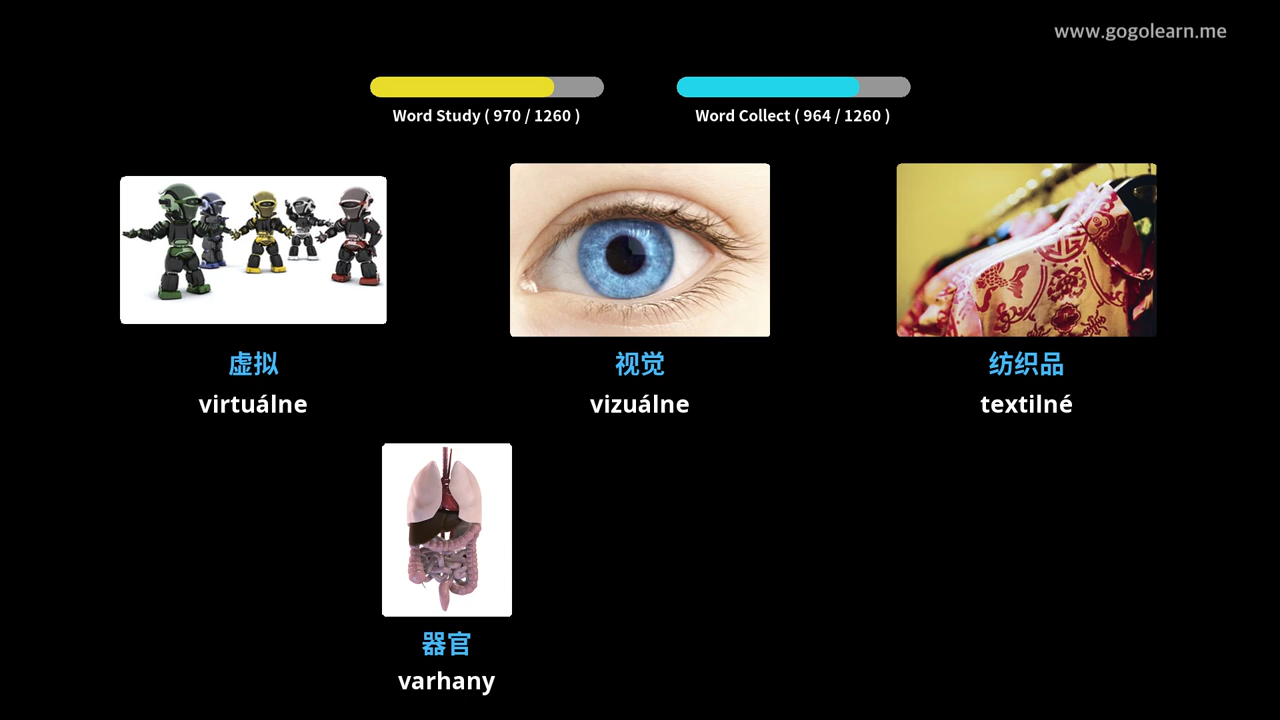 www.gogolearn.me
Word Study ( 970 / 1260 )
Word Collect ( 964 / 1260 )
虚拟
virtuálne
视觉
vizuálne
纺织品
textilné
器官
varhany